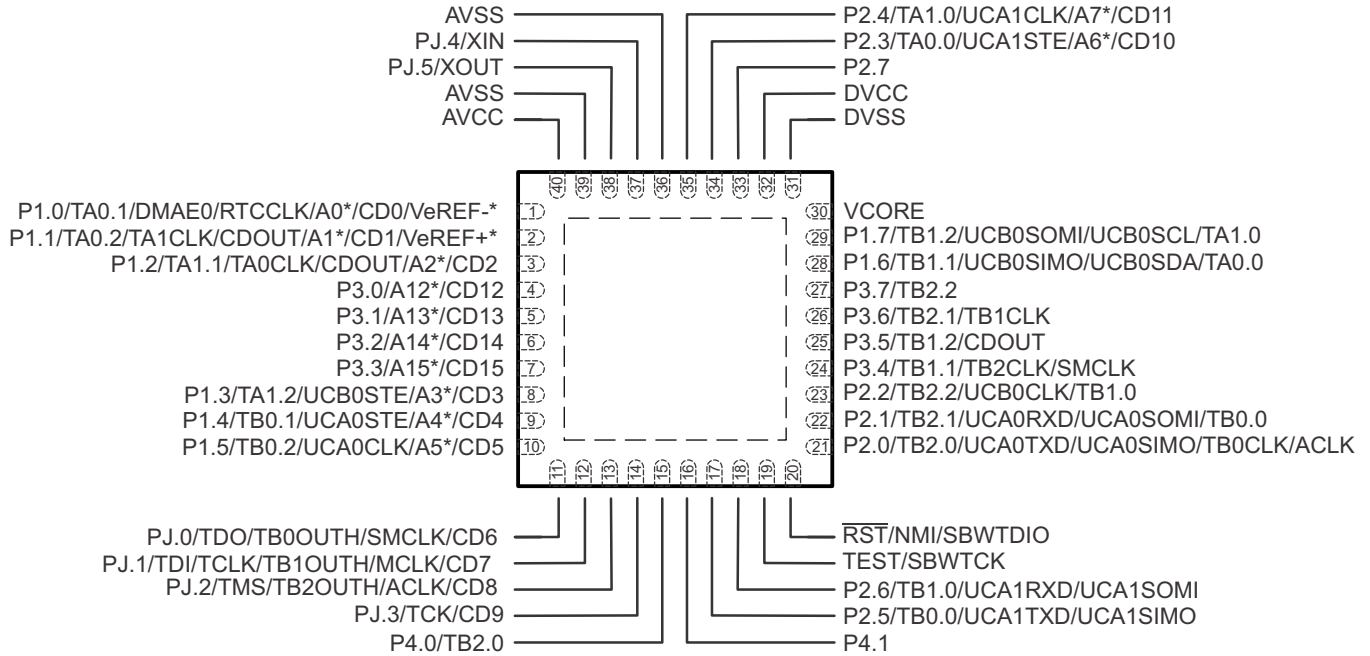 AVSS
PJ.4/XIN
PJ.5/XOUT
AVSS
AVCC
P2.4/TA1.0/UCA1CLK/A7*/CD11
P2.3/TA0.0/UCA1STE/A6*/CD10
P2.7
DVCC
DVSS
40 39 38 37 36 35 34 33 32 31
P1.0/TA0.1/DMAE0/RTCCLK/A0*/CD0/VeREF-* 1
P1.1/TA0.2/TA1CLK/CDOUT/A1*/CD1/VeREF+* 2
P1.2/TA1.1/TA0CLK/CDOUT/A2*/CD2 3
P3.0/A12*/CD12 4
P3.1/A13*/CD13 5
P3.2/A14*/CD14 6
P3.3/A15*/CD15 7
P1.3/TA1.2/UCB0STE/A3*/CD3 8
P1.4/TB0.1/UCA0STE/A4*/CD4 9
P1.5/TB0.2/UCA0CLK/A5*/CD5 10
30 VCORE
29 P1.7/TB1.2/UCB0SOMI/UCB0SCL/TA1.0
28 P1.6/TB1.1/UCB0SIMO/UCB0SDA/TA0.0
27 P3.7/TB2.2
26 P3.6/TB2.1/TB1CLK
25 P3.5/TB1.2/CDOUT
24 P3.4/TB1.1/TB2CLK/SMCLK
23 P2.2/TB2.2/UCB0CLK/TB1.0
22 P2.1/TB2.1/UCA0RXD/UCA0SOMI/TB0.0
21 P2.0/TB2.0/UCA0TXD/UCA0SIMO/TB0CLK/ACLK
11 12 13 14 15 16 17 18 19 20
PJ.0/TDO/TB0OUTH/SMCLK/CD6
PJ.1/TDI/TCLK/TB1OUTH/MCLK/CD7
PJ.2/TMS/TB2OUTH/ACLK/CD8
PJ.3/TCK/CD9
P4.0/TB2.0
RST/NMI/SBWTDIO
TEST/SBWTCK
P2.6/TB1.0/UCA1RXD/UCA1SOMI
P2.5/TB0.0/UCA1TXD/UCA1SIMO
P4.1